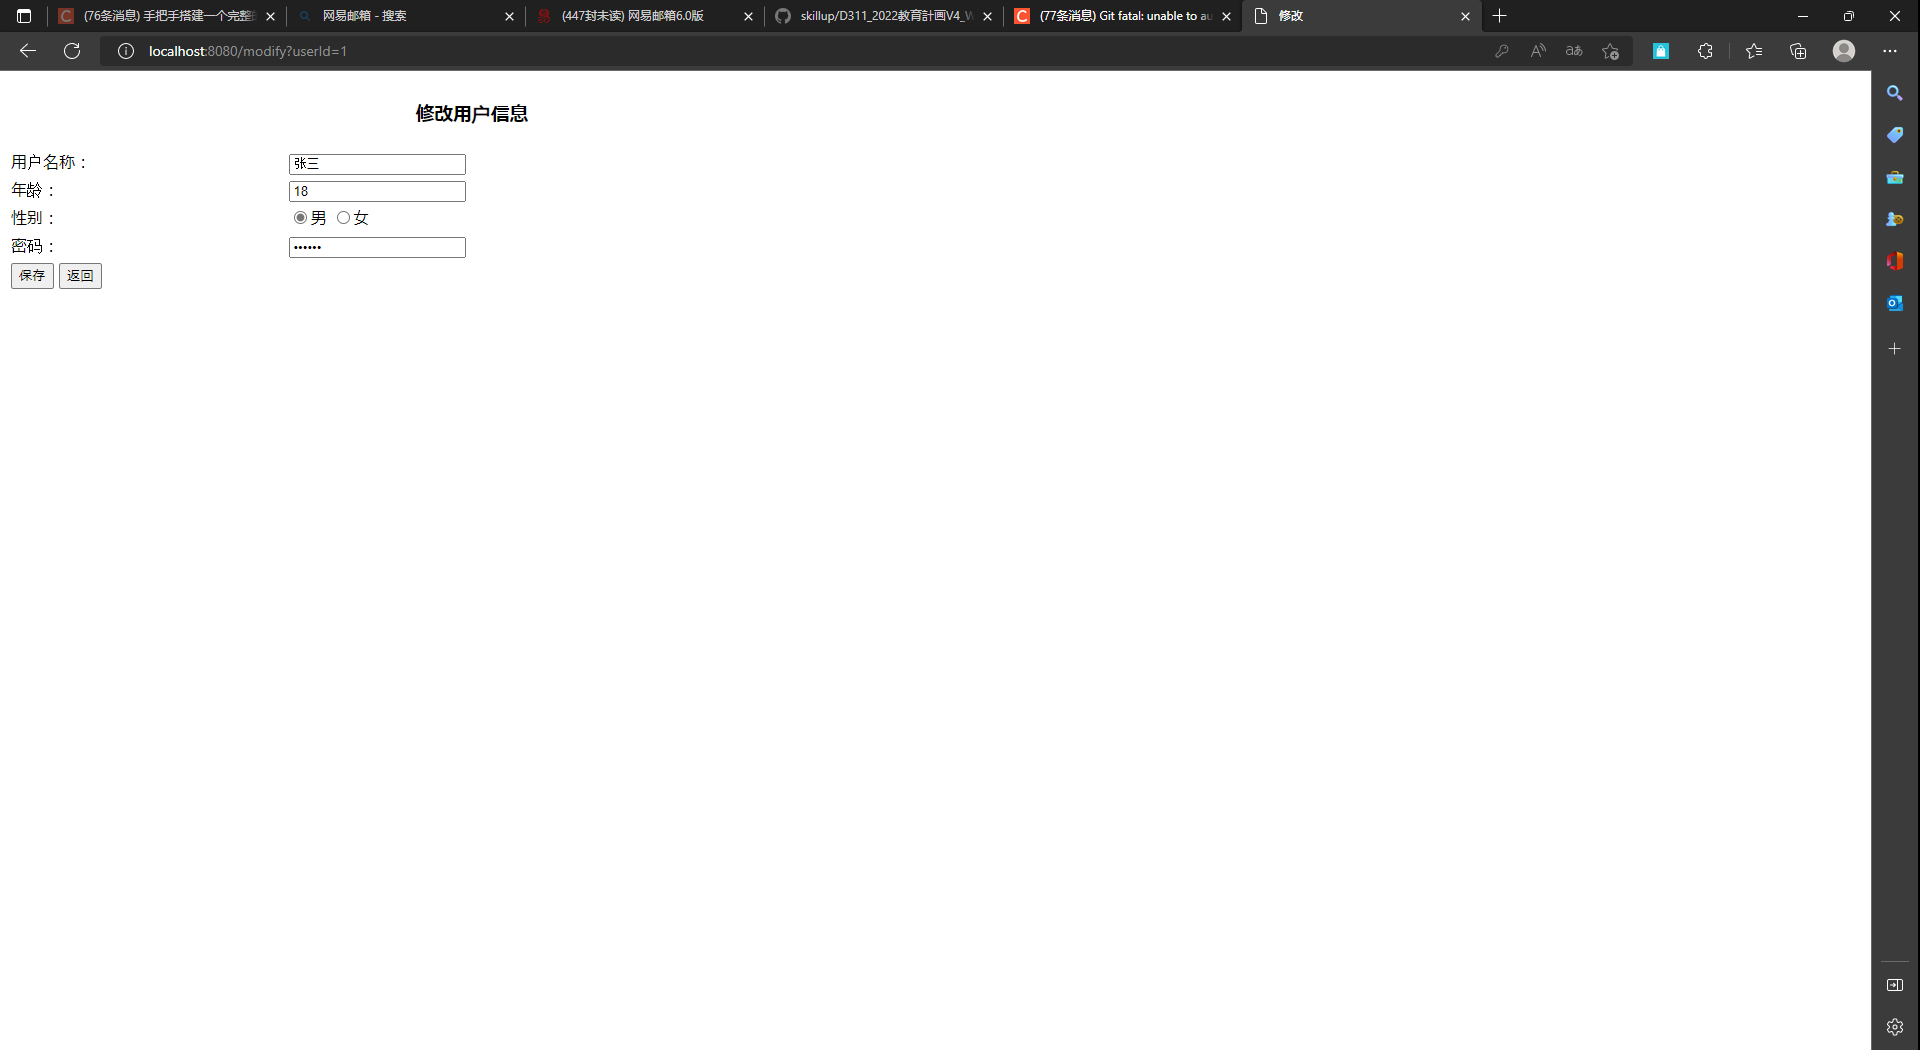 (76条消息) 手把手搭建一个完整
网易邮箱 - 搜索
(447封未读) 网易邮箱6.0版
skillup/D311_2022教育計画V4_W
(77条消息) Git fatal: unable to au
修改
localhost:8080/modify?userId=1
修改用户信息
用户名称：
张三
年龄：
18
性别：
男 女
密码：
••••••
保存 返回